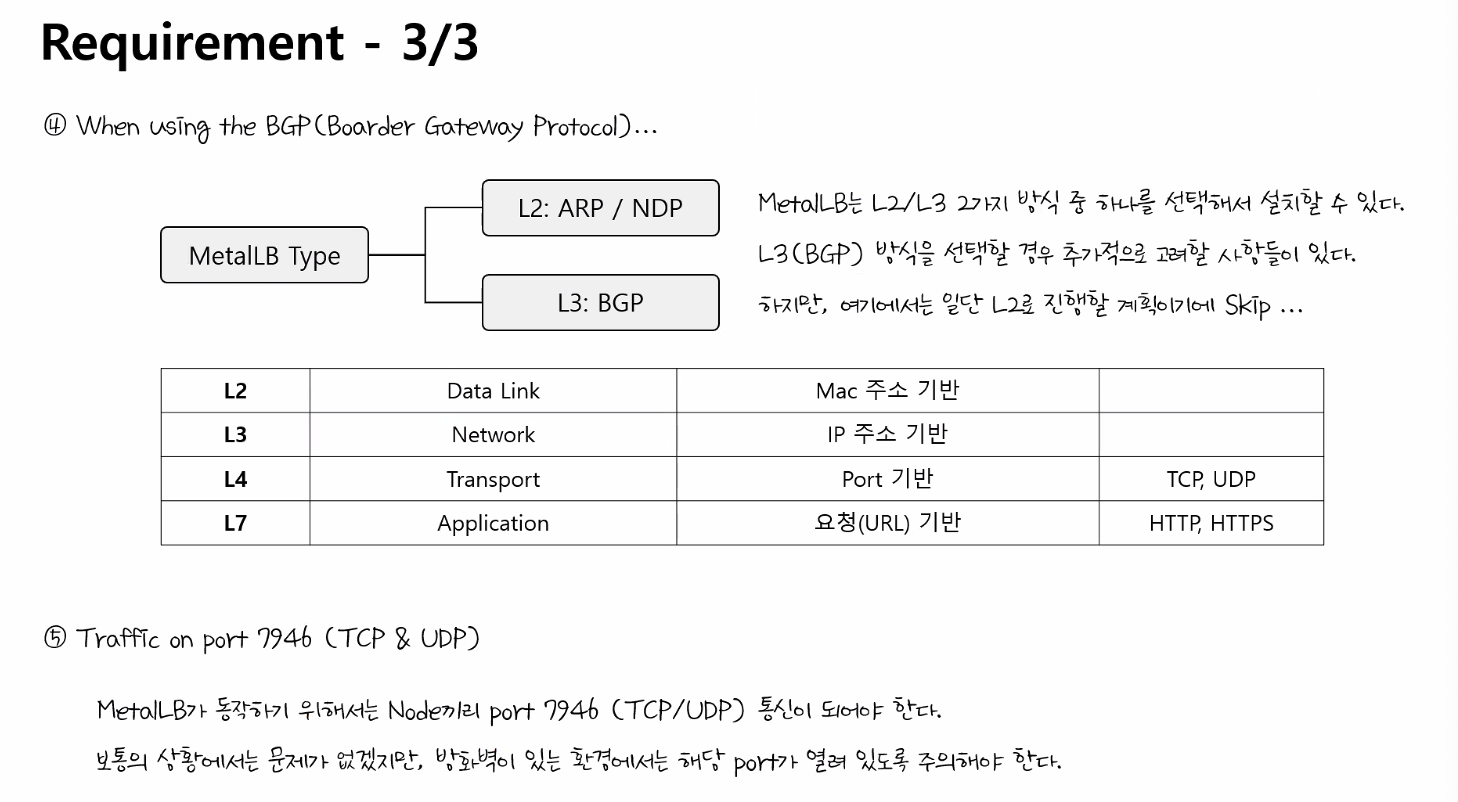 Requirement - 3/3
④ When using the BGP(Boarder Gateway Protocol)...
L2: ARP / NDP
MetalLB Type
L3: BGP
MetalLB는 L2/L3 2가지 방식 중 하나를 선택해서 설치할 수 있다.
L3(BGP) 방식을 선택할 경우 추가적으로 고려할 사항들이 있다.
하지만, 여기에서는 일단 L2로 진행할 계획이기에 Skip ...
L2 Data Link Mac 주소 기반
L3 Network IP 주소 기반
L4 Transport Port 기반 TCP, UDP
L7 Application 요청(URL) 기반 HTTP, HTTPS
⑤ Traffic on port 7946 (TCP & UDP)
MetalLB가 동작하기 위해서는 Node끼리 port 7946 (TCP/UDP) 통신이 되어야 한다.
보통의 상황에서는 문제가 없겠지만, 방화벽이 있는 환경에서는 해당 port가 열려 있도록 주의해야 한다.